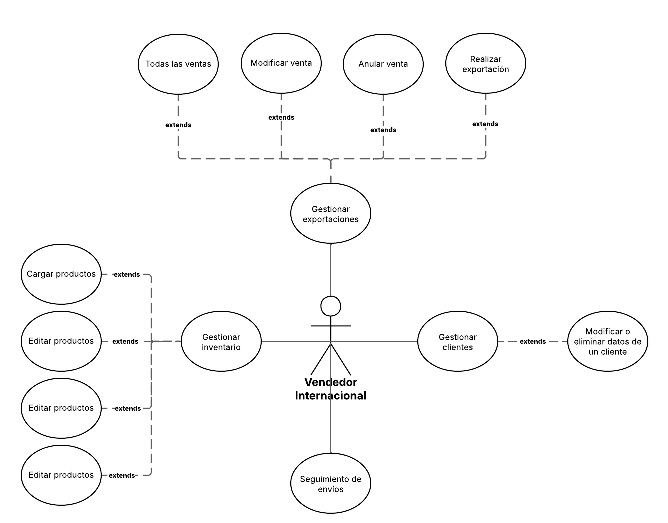 Todas las ventas
Modificar venta
Anular venta
Realizar
exportación
extends
extends
extends
extends
Gestionar
exportaciones
Cargar productos
extends
Editar productos
extends
Gestionar
inventario
Gestionar
clientes
extends
Modificar o
eliminar datos de
un cliente
Vendedor
Internacional
Editar productos
extends
Editar productos
extends
Seguimiento de
envíos